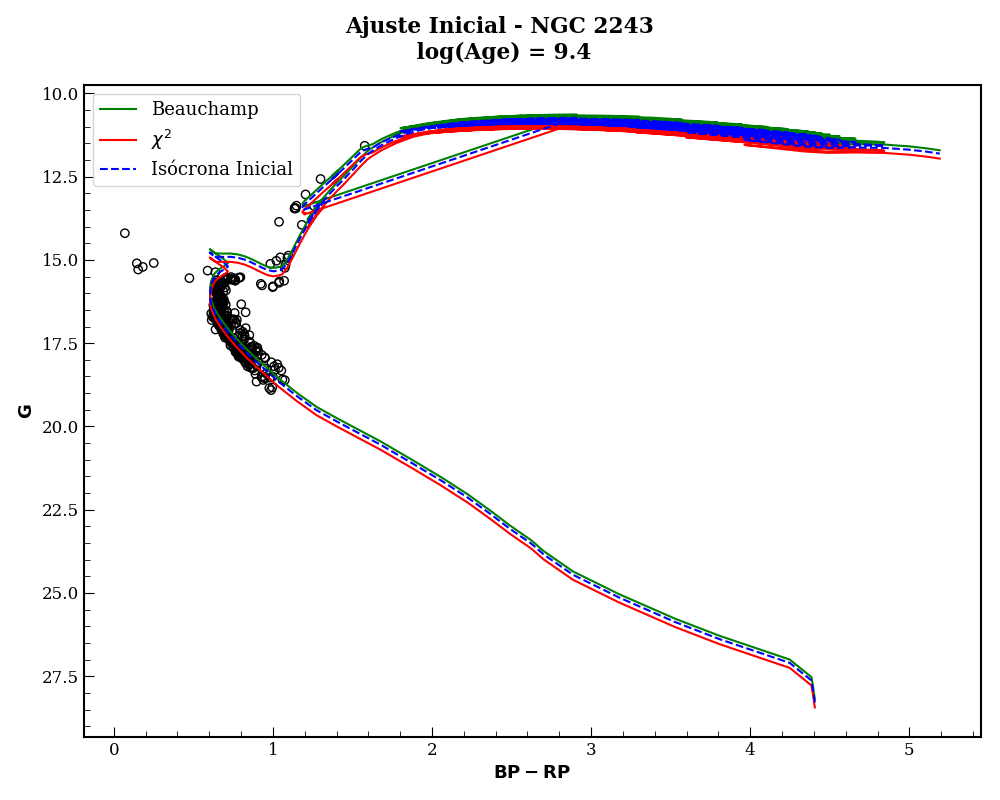 Ajuste Inicial - NGC 2243
log(Age) = 9.4
Beauchamp
χ²
Isócrona Inicial
10.0
12.5
15.0
17.5
20.0
22.5
25.0
27.5
G
0 1 2 3 4 5
BP − RP